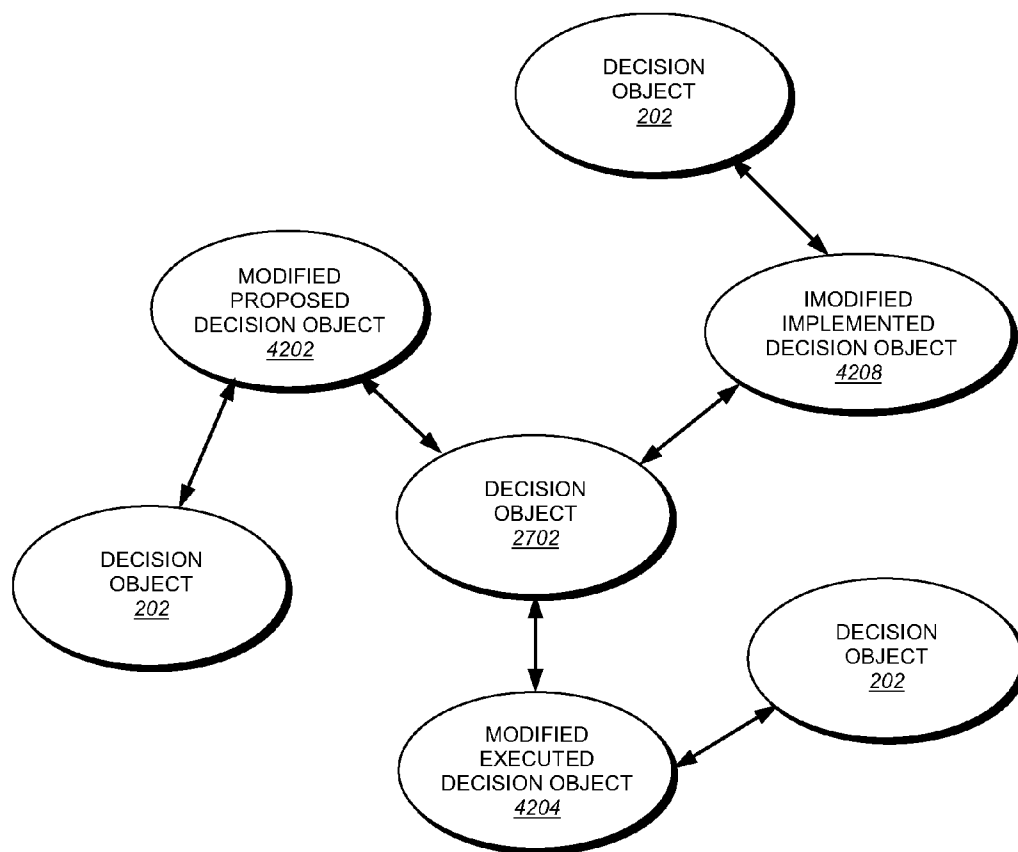 DECISION
OBJECT
202
MODIFIED
PROPOSED
DECISION OBJECT
4202
IMODIFIED
IMPLEMENTED
DECISION OBJECT
4208
DECISION
OBJECT
2702
DECISION
OBJECT
202
DECISION
OBJECT
202
MODIFIED
EXECUTED
DECISION OBJECT
4204